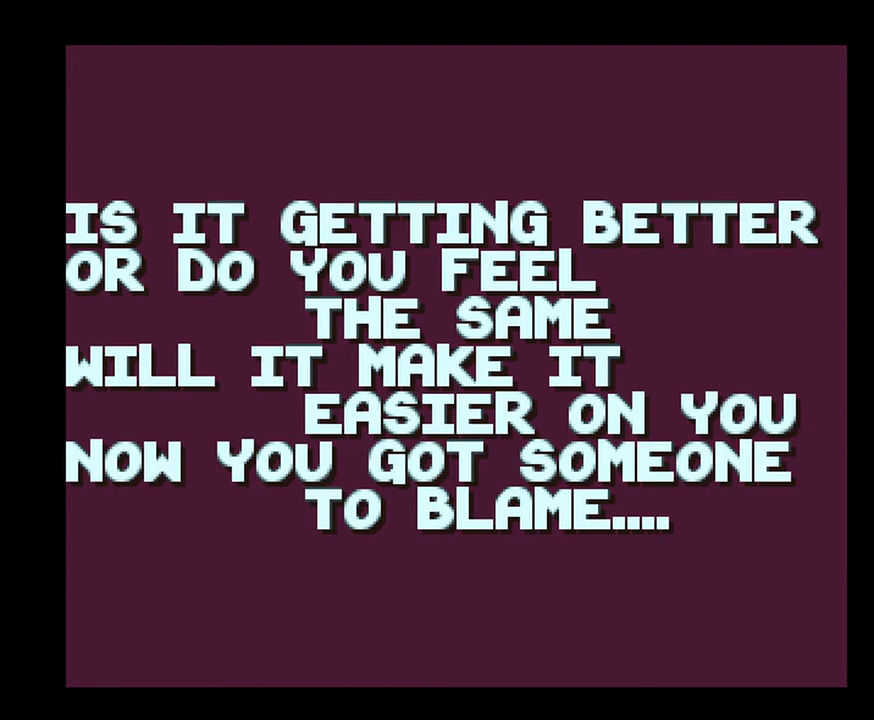 IS IT GETTING BETTER
OR DO YOU FEEL
THE SAME
WILL IT MAKE IT
EASIER ON YOU
NOW YOU GOT SOMEONE
TO BLAME....